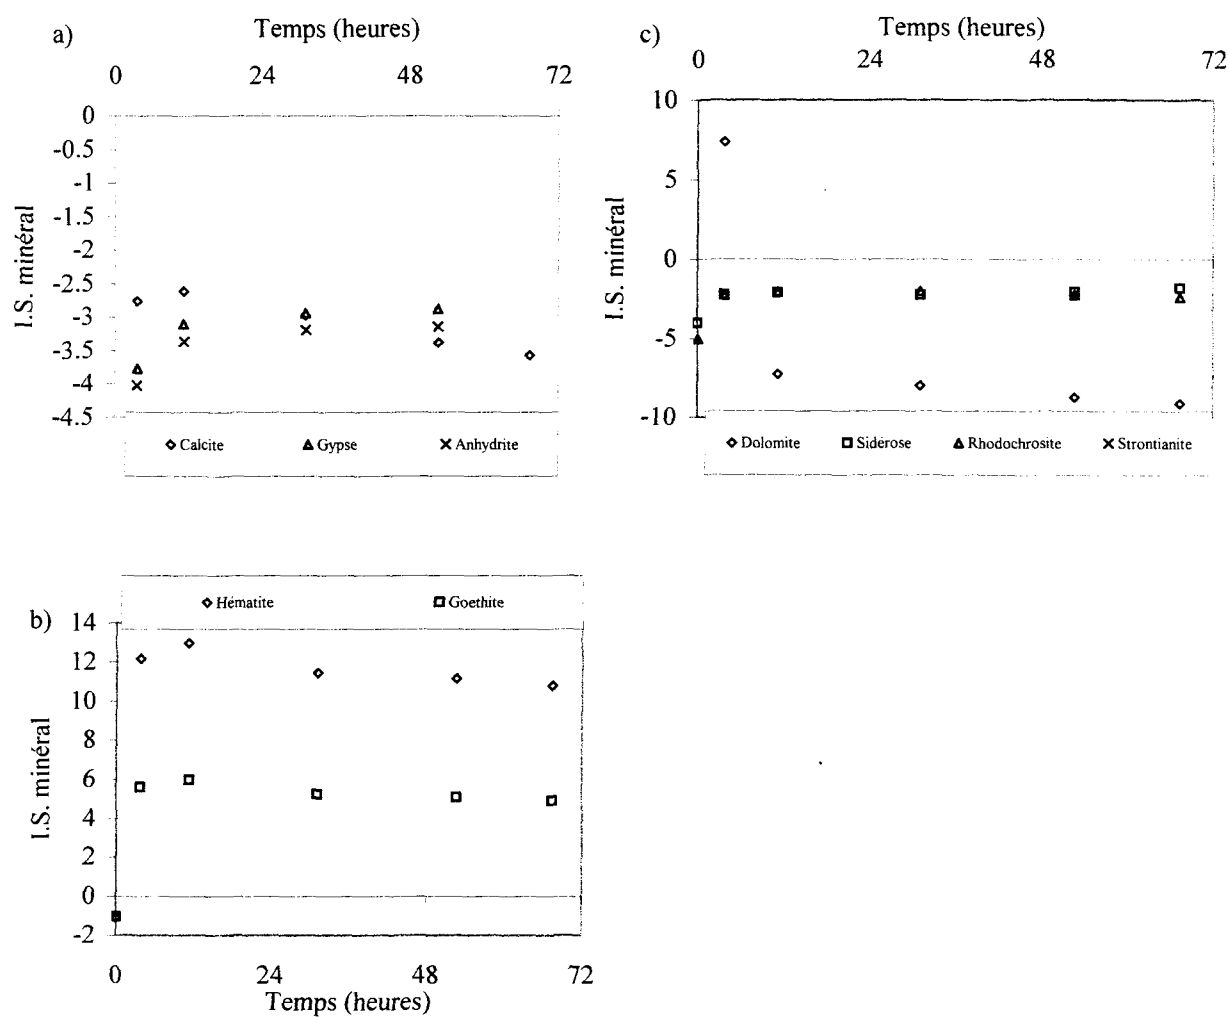 a)
Temps (heures)
0 24 48 72
0
-0.5
-1
-1.5
-2
-2.5
-3
-3.5
-4
-4.5
I.S. minéral
Calcite Gypse Anhydrite
c)
Temps (heures)
0 24 48 72
10
5
0
-5
-10
I.S. minéral
Dolomite Sidérose Rhodochrosite Strontianite
b)
Hématite Goethite
14
12
10
8
6
4
2
0
-2
I.S. minéral
0 24 48 72
Temps (heures)